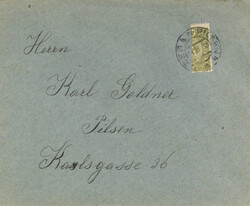 Herrn
Karl Goldner
Pilsen
Karlsgasse 36